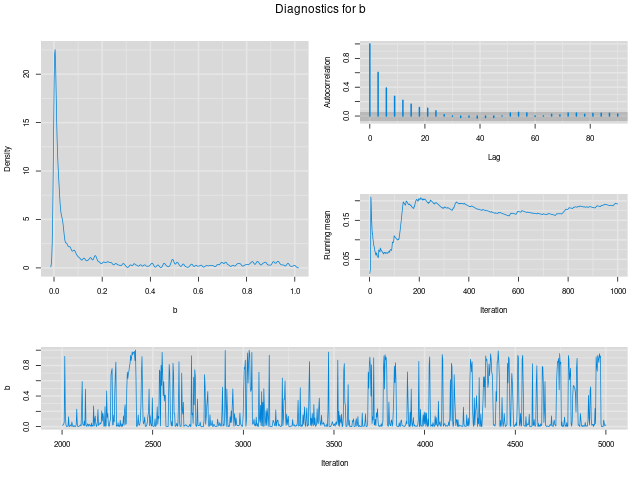 Diagnostics for b
Density
0 5 10 15 20
0.0 0.2 0.4 0.6 0.8 1.0
b
Autocorrelation
0.0 0.4 0.8
0 20 40 60 80
Lag
Running mean
0.05 0.15
0 200 400 600 800 1000
Iteration
b
0.0 0.4 0.8
2000 2500 3000 3500 4000 4500 5000
Iteration